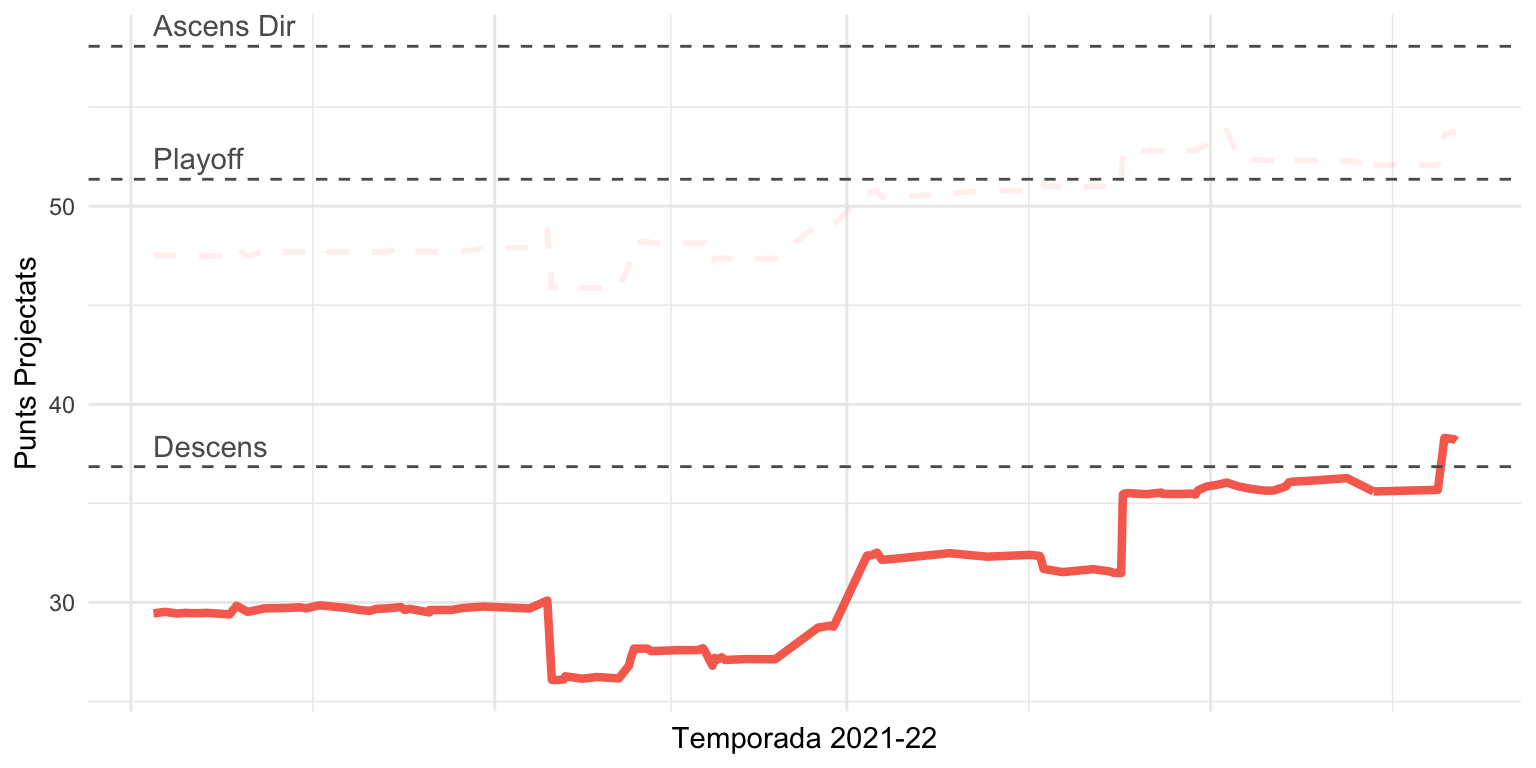 Ascens Dir
Playoff
50
40
Descens
30
Punts Projectats
Temporada 2021-22